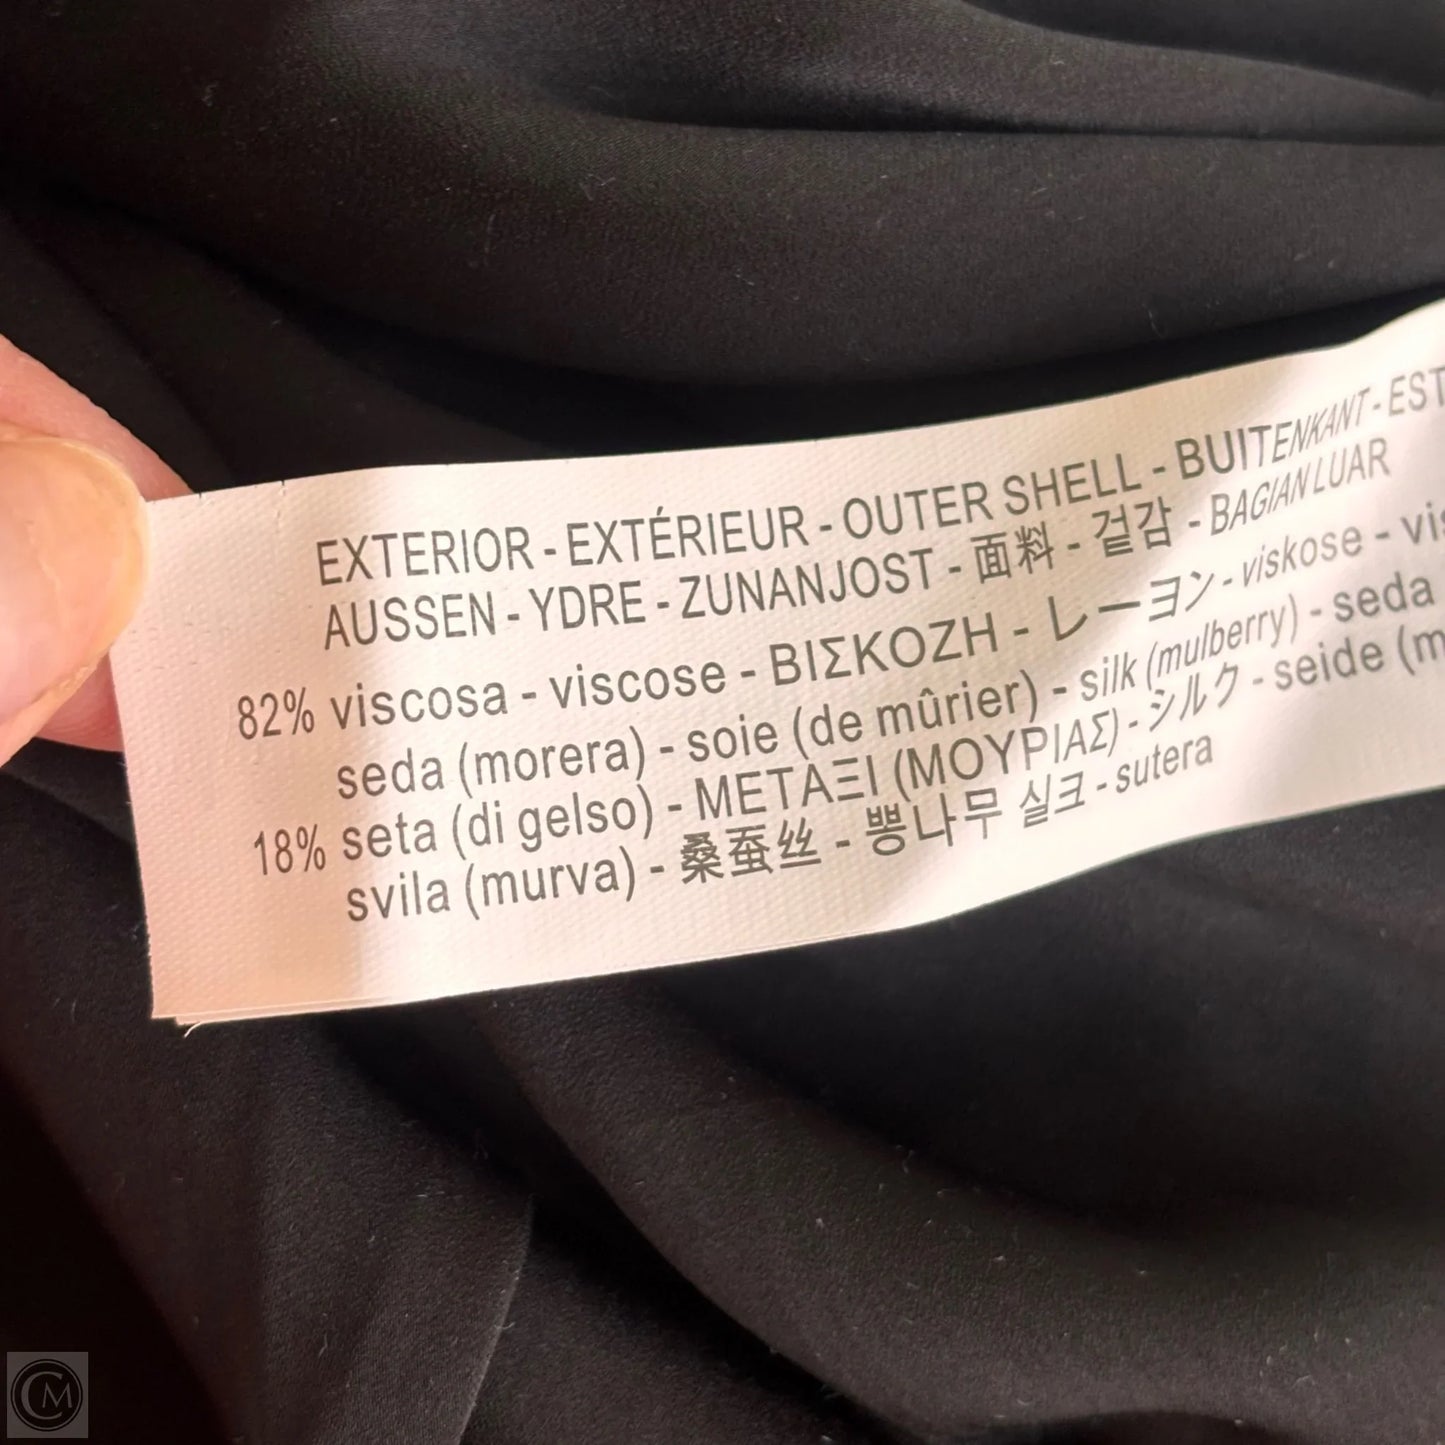 EXTERIOR - EXTÉRIEUR - OUTER SHELL - BUITENKANT -
AUSSEN - YDRE - ZUNANJOST - 面料 - 겉감 - BAGIAN LUAR
82% viscosa - viscose - ΒΙΣΚΟΖΗ - レーヨン - viskose -
seda (morera) - soie (de mûrier) - silk (mulberry) - seda
18% seta (di gelso) - ΜΕΤΑΞΙ (ΜΟΥΡΙΑΣ) - シルク - seide
svila (murva) - 桑蚕丝 - 뽕나무 실크 - sutera
CM